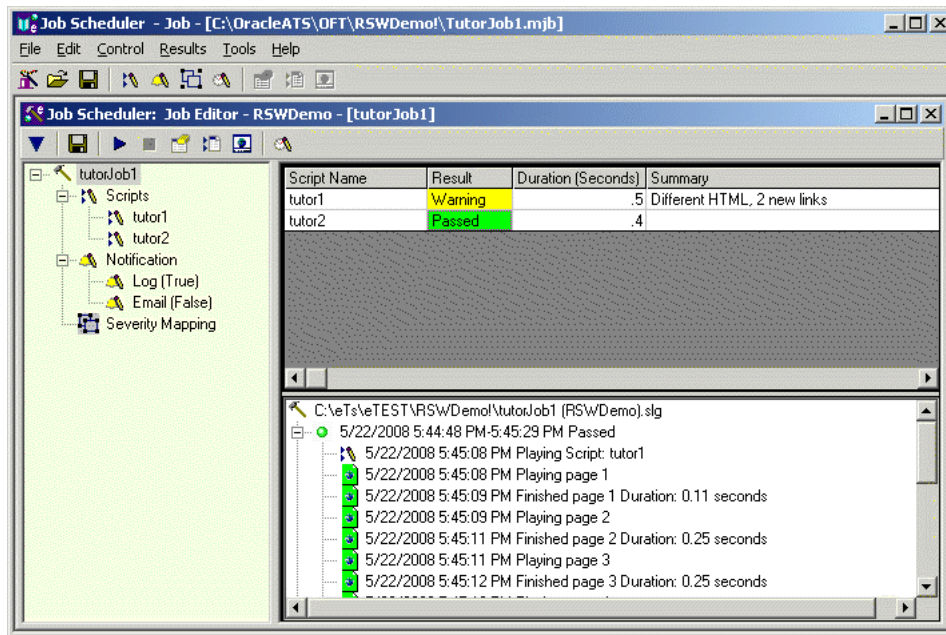 Job Scheduler - Job - [C:\OracleATS\OFT\RSWDemo!\TutorJob1.mjb]
File Edit Control Results Tools Help
Job Scheduler: Job Editor - RSWDemo - [tutorJob1]
tutorJob1
Scripts
tutor1
tutor2
Notification
Log (True)
Email (False)
Severity Mapping
Script Name Result Duration (Seconds) Summary
tutor1 Warning .5 Different HTML, 2 new links
tutor2 Passed .4
C:\eTs\eTEST\RSWDemo!\tutorJob1 (RSWDemo).slg
5/22/2008 5:44:48 PM-5:45:29 PM Passed
5/22/2008 5:45:08 PM Playing Script: tutor1
5/22/2008 5:45:08 PM Playing page 1
5/22/2008 5:45:09 PM Finished page 1 Duration: 0.11 seconds
5/22/2008 5:45:09 PM Playing page 2
5/22/2008 5:45:11 PM Finished page 2 Duration: 0.25 seconds
5/22/2008 5:45:11 PM Playing page 3
5/22/2008 5:45:12 PM Finished page 3 Duration: 0.25 seconds